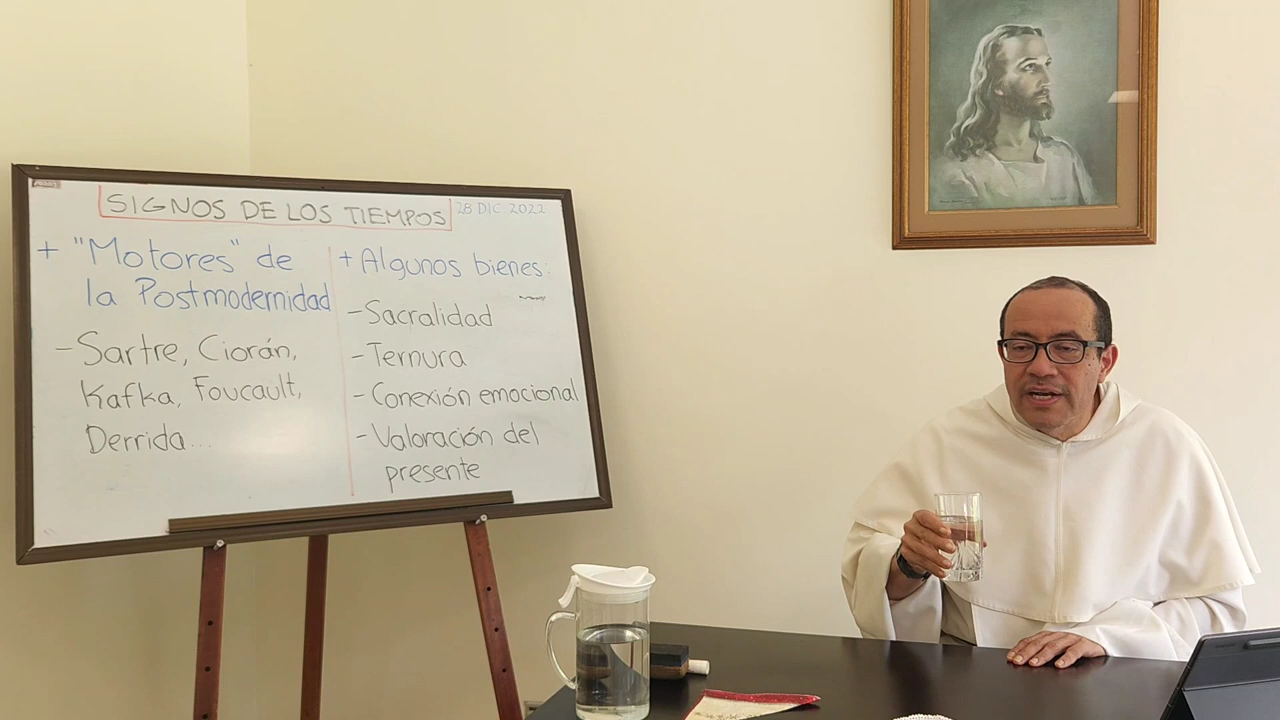 SIGNOS DE LOS TIEMPOS
28 DIC. 2022
+ "Motores" de
la Postmodernidad
- Sartre, Ciorán,
Kafka, Foucault,
Derrida...
+ Algunos bienes:
- Sacralidad
- Ternura
- Conexión emocional
- Valoración del
presente